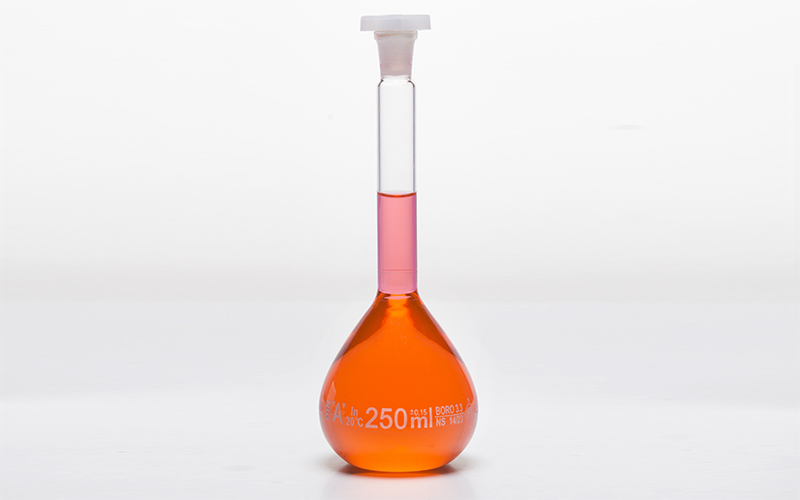 A
In
20°C
250 ml
±0,15
BORO 3.3
NS 14/23